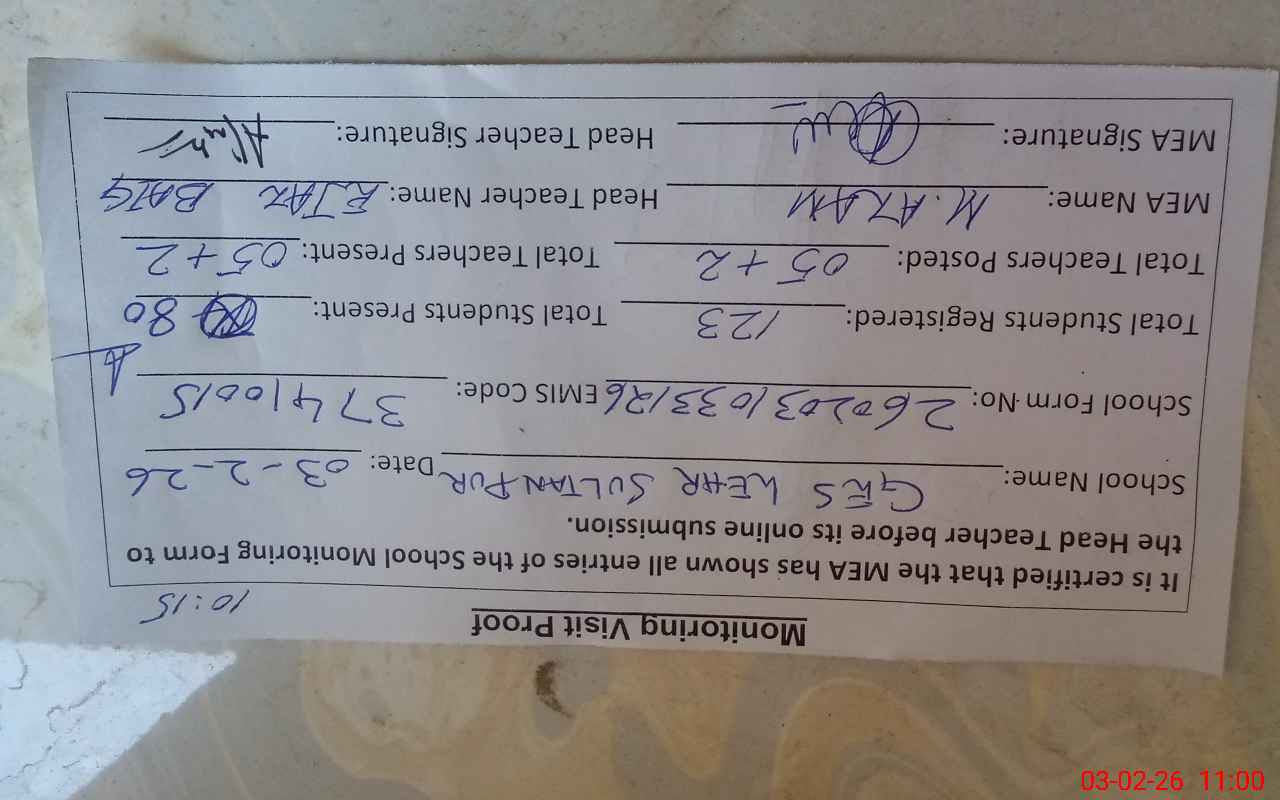 Monitoring Visit Proof
10:15
It is certified that the MEA has shown all entries of the School Monitoring Form to
the Head Teacher before its online submission.
School Name: GES LEHR SULTANPUR Date: 03-2-26
School Form No: 2602031033126 EMIS Code: 37410015
Total Students Registered: 123 Total Students Present: 80
Total Teachers Posted: 05+2 Total Teachers Present: 05+2
MEA Name: M. AZAM Head Teacher Name: EJAZ BAIG
MEA Signature: Head Teacher Signature:
03-02-26 11:00